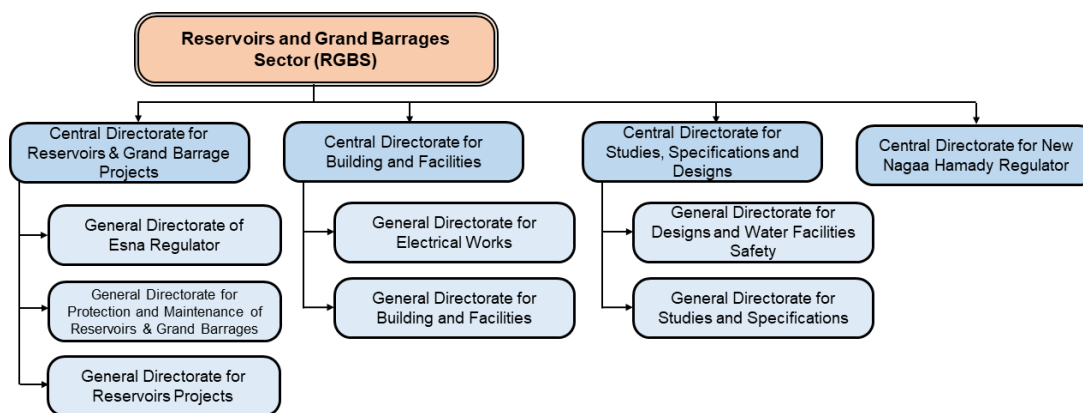 Reservoirs and Grand Barrages
Sector (RGBS)
Central Directorate for
Reservoirs & Grand Barrage
Projects
Central Directorate for
Building and Facilities
Central Directorate for
Studies, Specifications and
Designs
Central Directorate for New
Nagaa Hamady Regulator
General Directorate of
Esna Regulator
General Directorate for
Protection and Maintenance of
Reservoirs & Grand Barrages
General Directorate for
Reservoirs Projects
General Directorate for
Electrical Works
General Directorate for
Building and Facilities
General Directorate for
Designs and Water Facilities
Safety
General Directorate for
Studies and Specifications